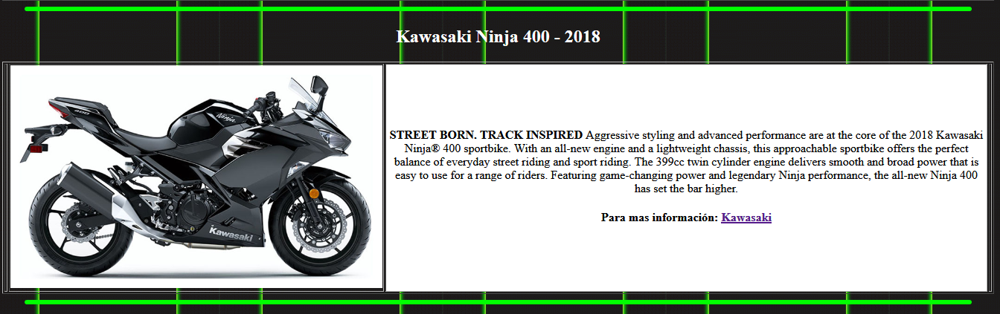 Kawasaki Ninja 400 - 2018
400
Ninja
Kawasaki
STREET BORN. TRACK INSPIRED Aggressive styling and advanced performance are at the core of the 2018 Kawasaki
Ninja® 400 sportbike. With an all-new engine and a lightweight chassis, this approachable sportbike offers the perfect
balance of everyday street riding and sport riding. The 399cc twin cylinder engine delivers smooth and broad power that is
easy to use for a range of riders. Featuring game-changing power and legendary Ninja performance, the all-new Ninja 400
has set the bar higher.
Para mas información: Kawasaki